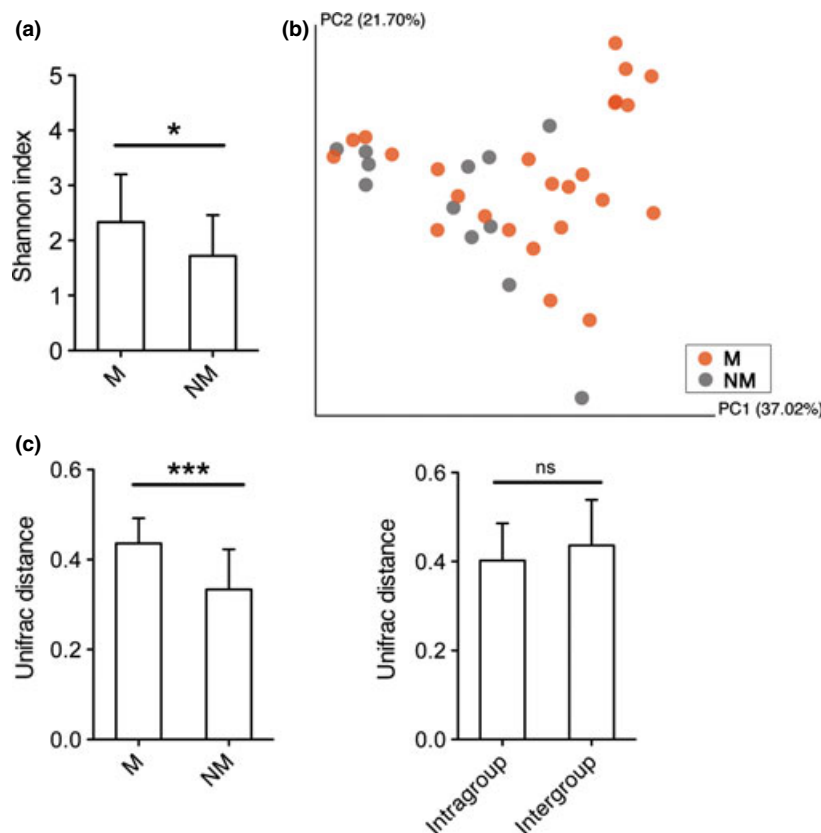 (a)
Shannon index
5
4
3
2
1
0
*
M
NM
(b)
PC2 (21.70%)
M
NM
PC1 (37.02%)
(c)
Unifrac distance
0.6
0.4
0.2
0.0
***
M
NM
Unifrac distance
0.6
0.4
0.2
0.0
ns
Intragroup
Intergroup